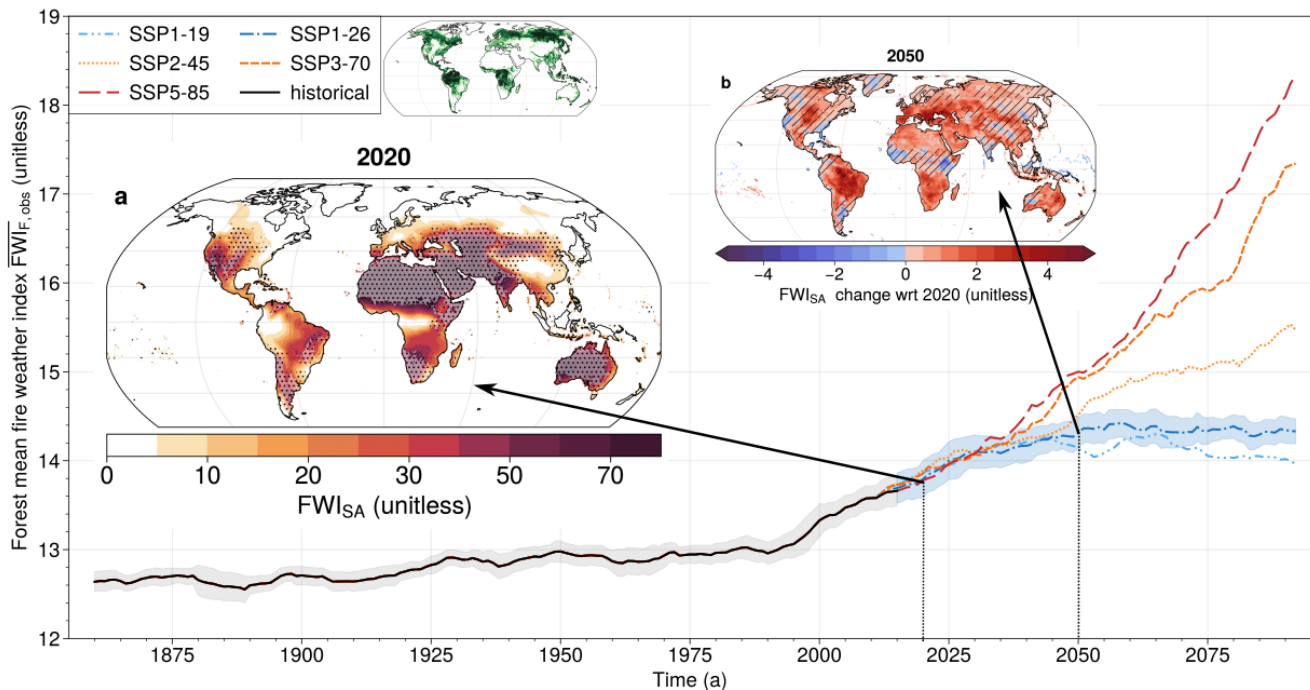 SSP1-19
SSP1-26
SSP2-45
SSP3-70
SSP5-85
historical
2020
a
10
20
30
50
70
FWI_SA (unitless)
2050
b
−4
−2
0
2
4
FWI_SA change wrt 2020 (unitless)
Forest mean fire weather index FWI_F,obs (unitless)
19
18
17
16
15
14
13
12
1875
1900
1925
1950
1975
2000
2025
2050
2075
Time (a)